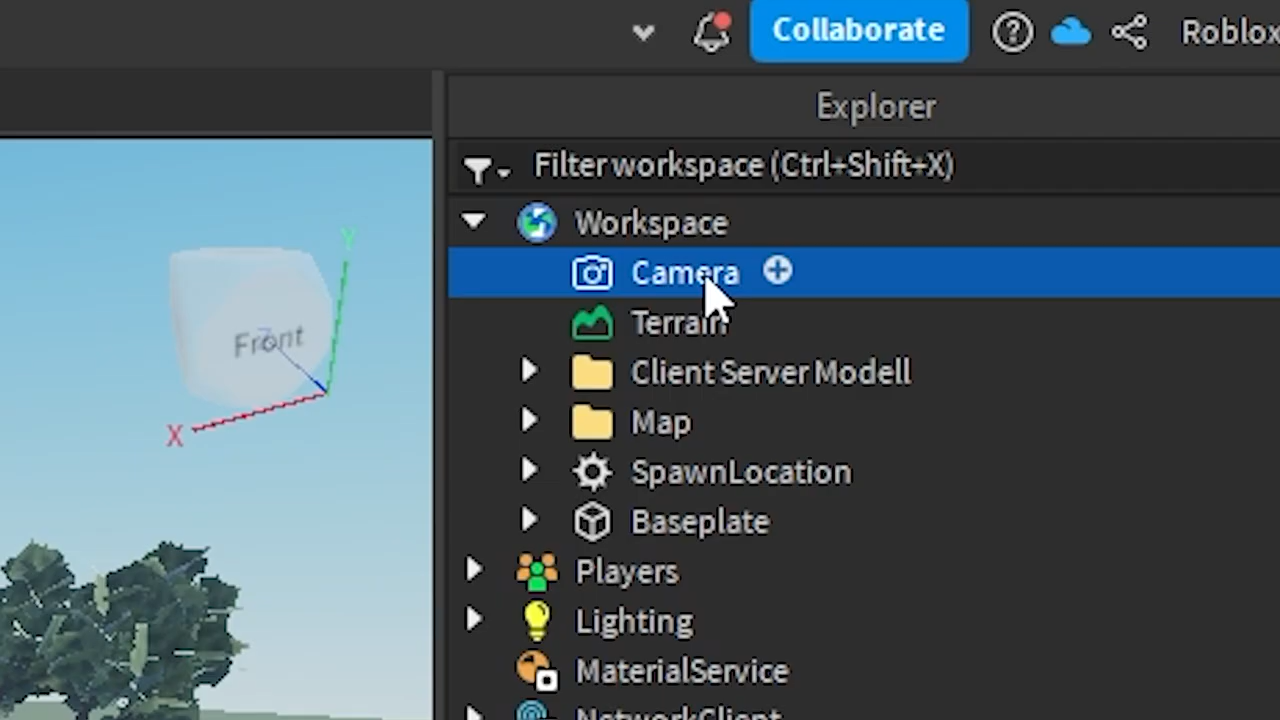 Collaborate
Roblox
Explorer
Filter workspace (Ctrl+Shift+X)
Workspace
Camera
Terrain
Client Server Modell
Map
SpawnLocation
Baseplate
Players
Lighting
MaterialService
NetworkClient
Y
Front
Z
X